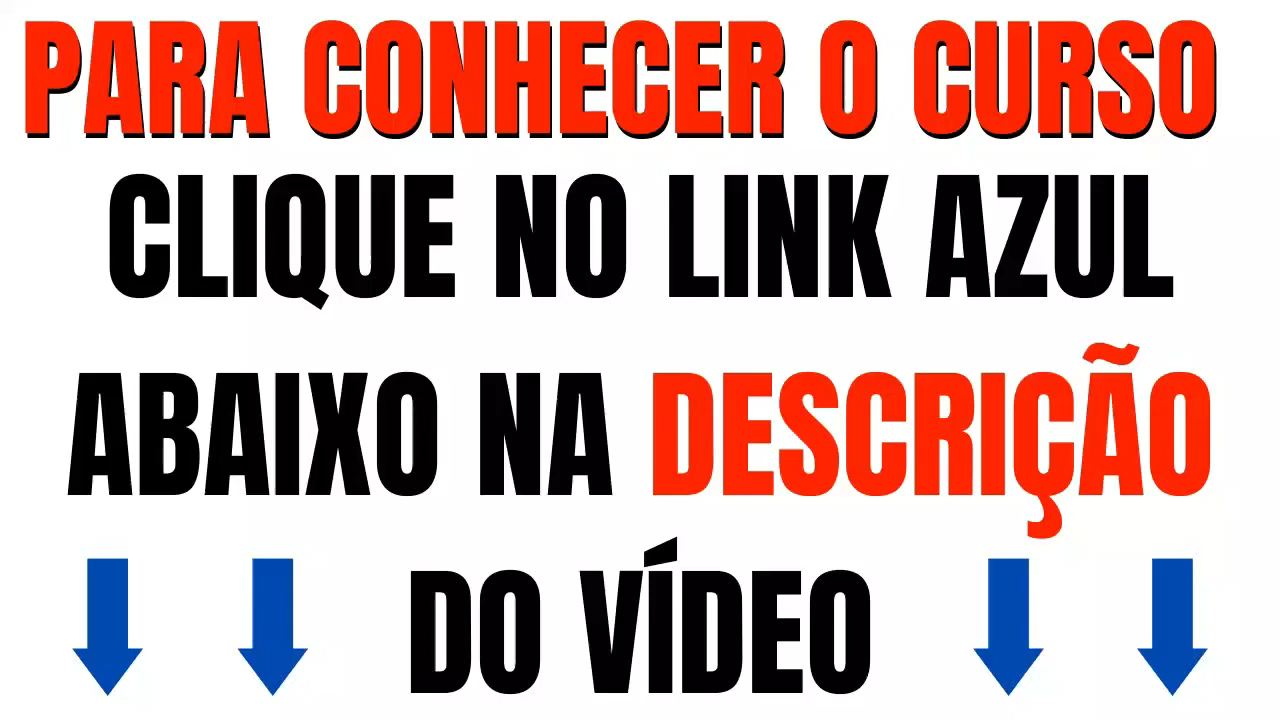 PARA CONHECER O CURSO
CLIQUE NO LINK AZUL
ABAIXO NA DESCRIÇÃO
DO VÍDEO